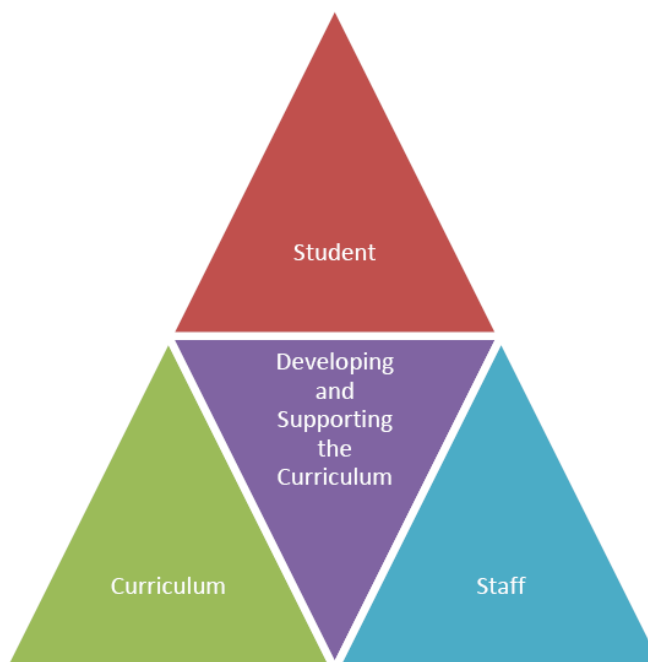 Student
Developing
and
Supporting
the
Curriculum
Curriculum
Staff